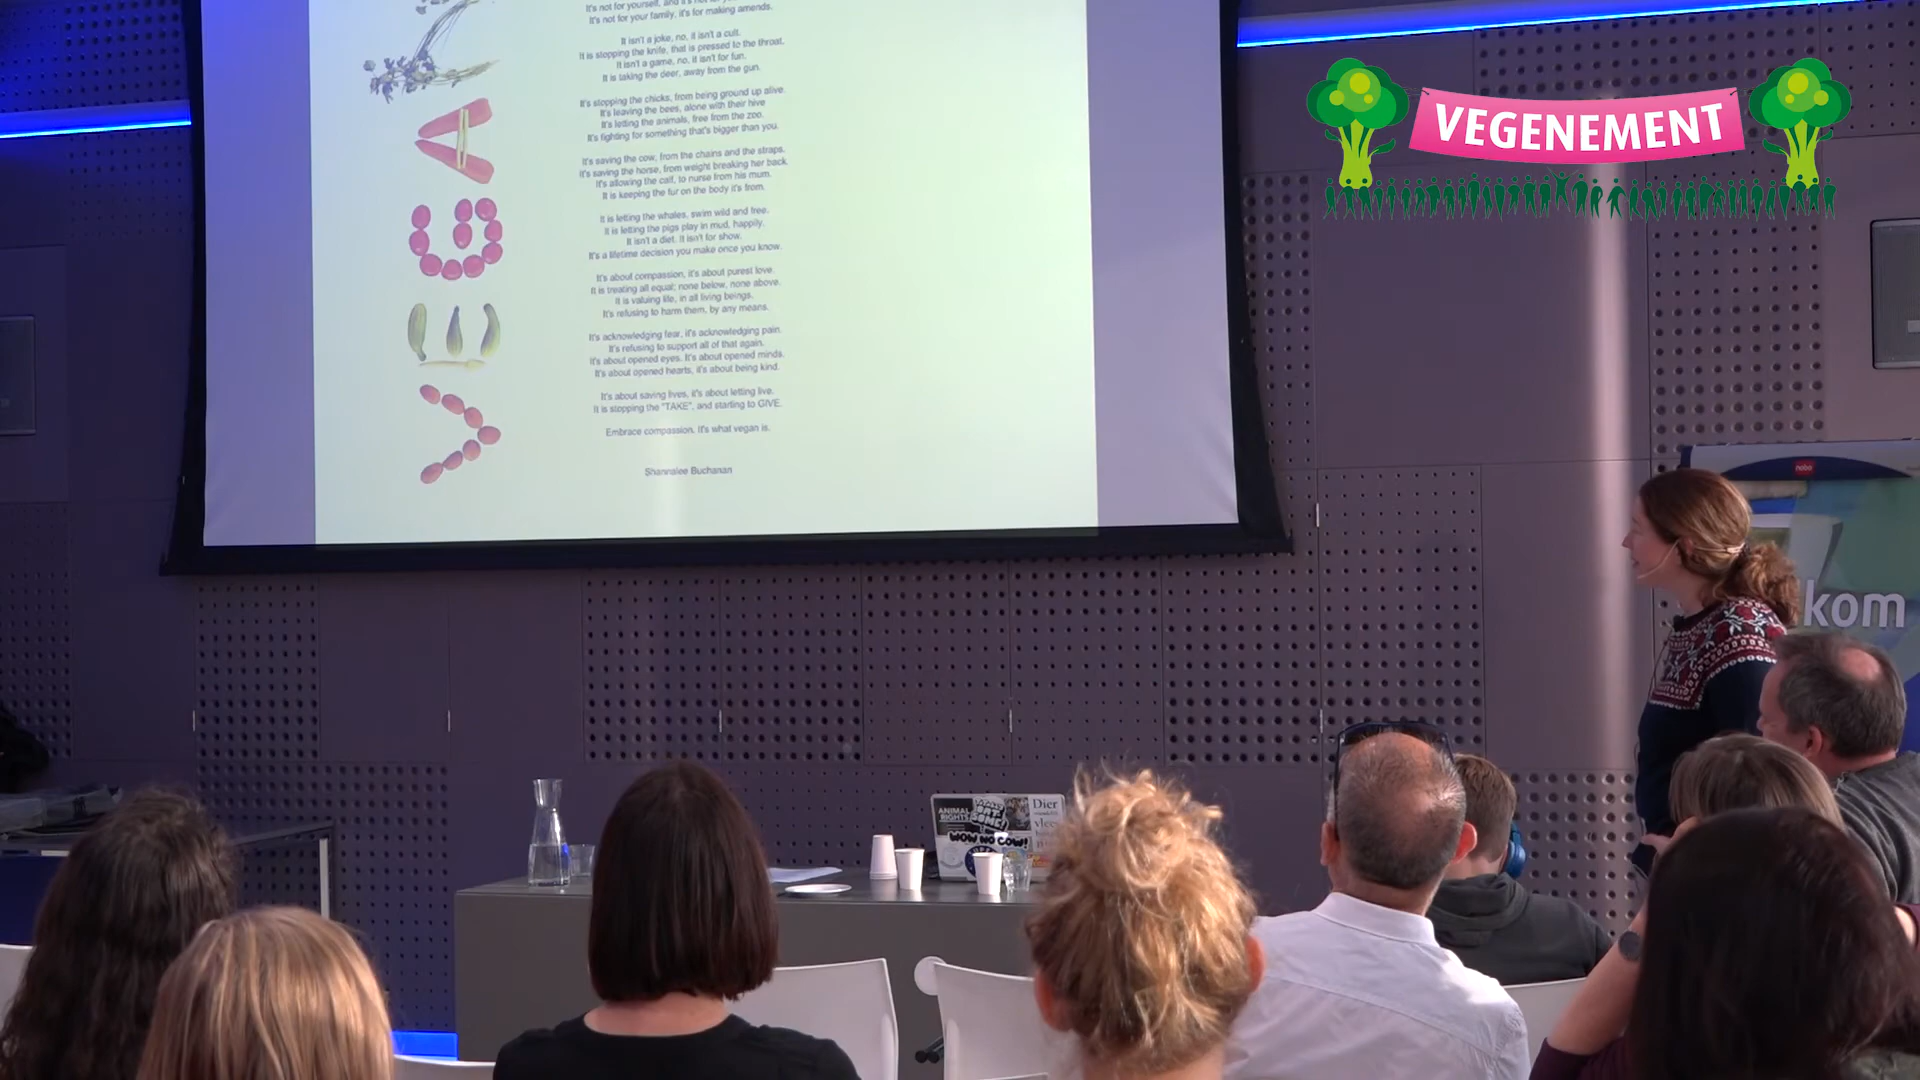 It's not for yourself, and it's not
It's not for your family, it's for making amends.
It isn't a joke, no, it isn't a cult.
It is stopping the knife, that is pressed to the throat.
It isn't a game, no, it isn't for fun.
It is taking the deer, away from the gun.
It's stopping the chicks, from being ground up alive.
It's leaving the bees, alone with their hive
It's letting the animals, free from the zoo.
It's fighting for something that's bigger than you.
It's saving the cow, from the chains and the straps.
It's saving the horse, from weight breaking her back.
It's allowing the calf, to nurse from his mum.
It is keeping the fur on the body it's from.
It is letting the whales, swim wild and free.
It is letting the pigs play in mud, happily.
It isn't a diet. It isn't for show.
It's a lifetime decision you make once you know.
It's about compassion, it's about purest love.
It is treating all equal; none below, none above.
It is valuing life, in all living beings.
It's refusing to harm them, by any means.
It's acknowledging fear, it's acknowledging pain.
It's refusing to support all of that again.
It's about opened eyes. It's about opened minds.
It's about opened hearts, it's about being kind.
It's about saving lives, it's about letting live.
It is stopping the "TAKE", and starting to GIVE.
Embrace compassion. It's what vegan is.
Shannalee Buchanan
VEGAN
VEGENEMENT
nobo
kom
ANIMAL
RIGHTS
WOW NO COW!
Dier
vlees